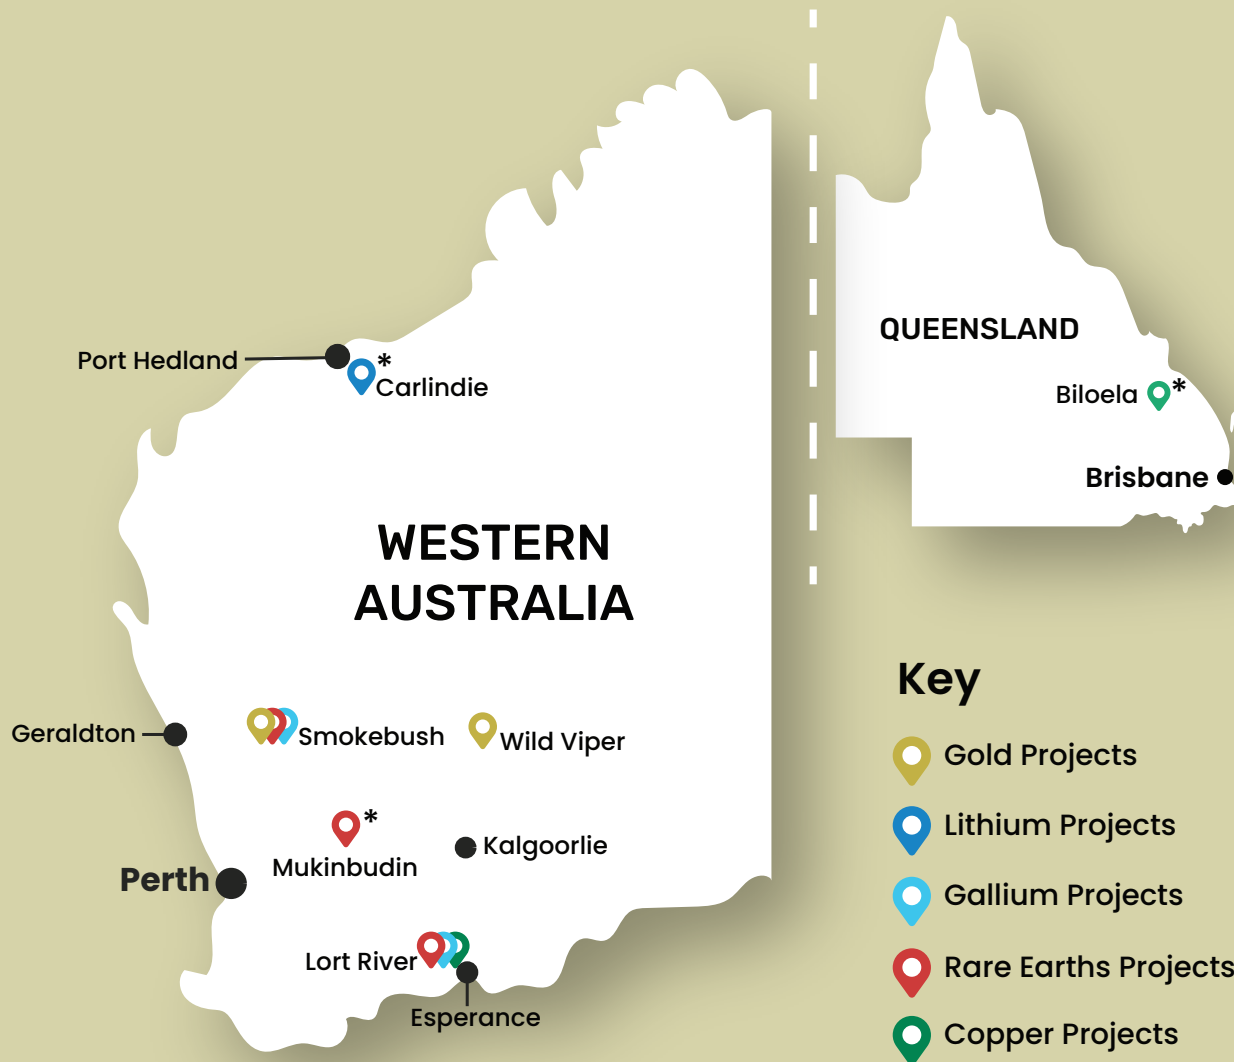 QUEENSLAND
Port Hedland
*
Carlindie
Biloela
*
Brisbane
WESTERN
AUSTRALIA
Key
Geraldton
Smokebush
Wild Viper
Gold Projects
*
Lithium Projects
Mukinbudin
Kalgoorlie
Perth
Gallium Projects
Lort River
Rare Earths Projects
Esperance
Copper Projects